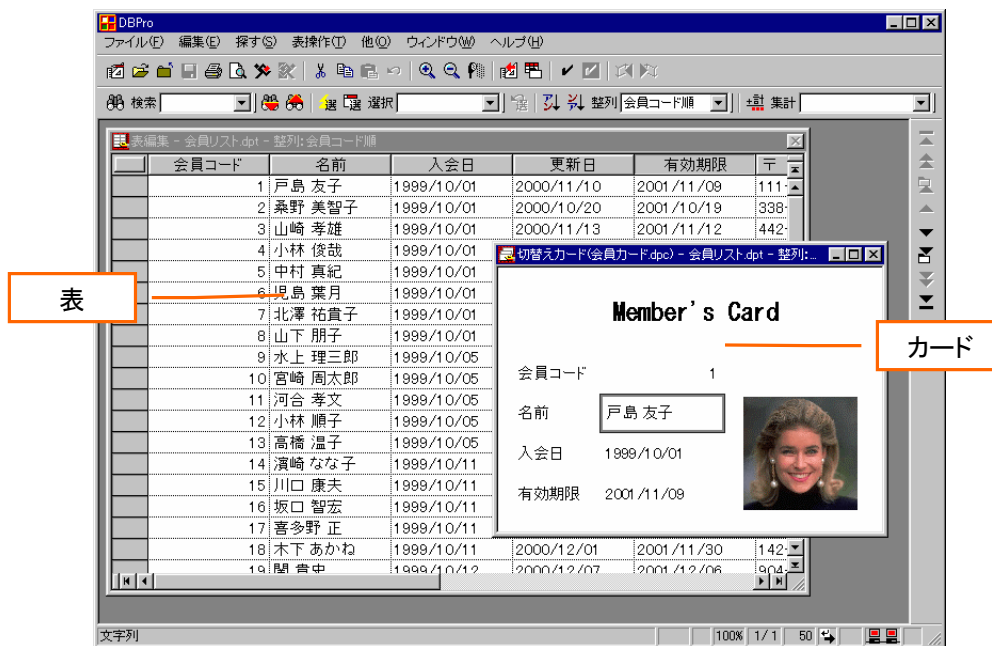 DBPro
ファイル(F) 編集(E) 探す(S) 表操作(T) 他(O) ウィンドウ(W) ヘルプ(H)
検索 選択 整列 会員コード順 集計
表編集 - 会員リスト.dpt - 整列:会員コード順
会員コード 名前 入会日 更新日 有効期限 〒
1 戸島 友子 1999/10/01 2000/11/10 2001/11/09 111-
2 桑野 美智子 1999/10/01 2000/10/20 2001/10/19 338-
3 山崎 孝雄 1999/10/01 2000/11/13 2001/11/12 442-
4 小林 俊哉 1999/10/01
5 中村 真紀 1999/10/01
6 児島 葉月 1999/10/01
7 北澤 祐貴子 1999/10/01
8 山下 朋子 1999/10/01
9 水上 理三郎 1999/10/05
10 宮崎 周太郎 1999/10/05
11 河合 孝文 1999/10/05
12 小林 順子 1999/10/05
13 高橋 温子 1999/10/05
14 濱崎 なな子 1999/10/11
15 川口 康夫 1999/10/11
16 坂口 智宏 1999/10/11
17 喜多野 正 1999/10/11
18 木下 あかね 1999/10/11 2000/12/01 2001/11/30 142-
19 関 貴史 1999/10/12 2000/12/07 2001/12/06 904-
切替えカード(会員カード.dpc) - 会員リスト.dpt - 整列:...
Member's Card
会員コード 1
名前 戸島 友子
入会日 1999/10/01
有効期限 2001/11/09
表
カード
文字列 100% 1/1 50